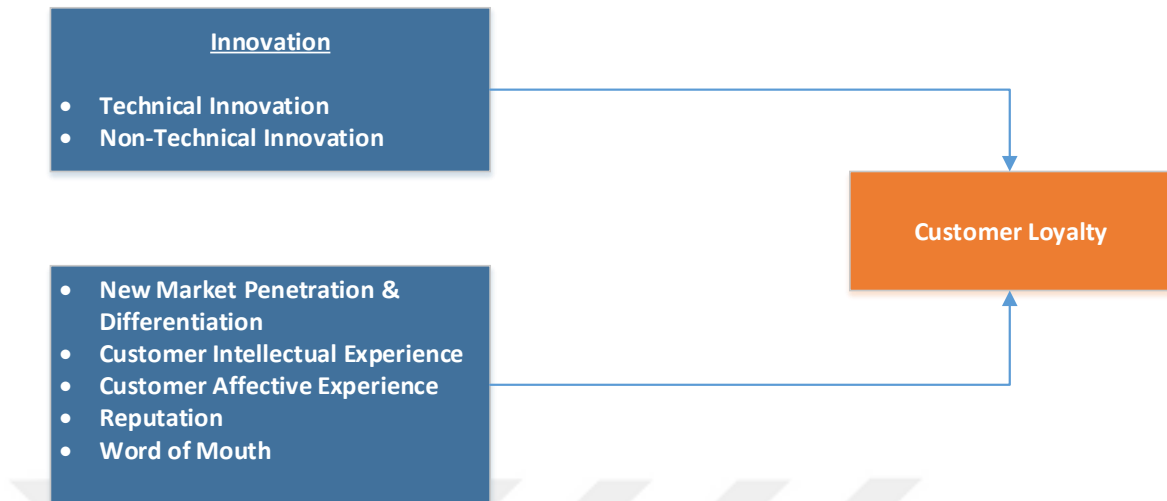 Innovation
• Technical Innovation
• Non-Technical Innovation
Customer Loyalty
• New Market Penetration &
Differentiation
• Customer Intellectual Experience
• Customer Affective Experience
• Reputation
• Word of Mouth